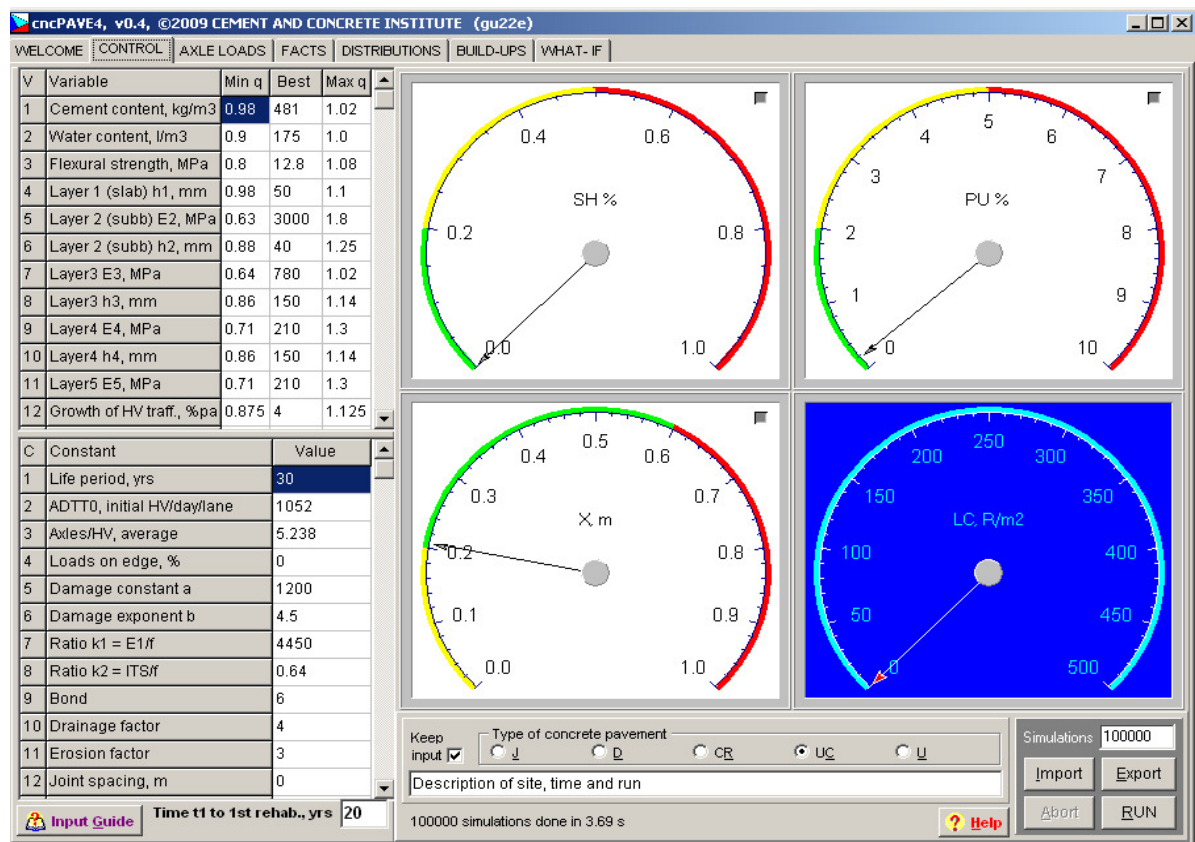 cncPAVE4, v0.4, ©2009 CEMENT AND CONCRETE INSTITUTE (gu22e)
WELCOME CONTROL AXLE LOADS FACTS DISTRIBUTIONS BUILD-UPS WHAT- IF
V Variable Min q Best Max q
1 Cement content, kg/m3 0.98 481 1.02
2 Water content, l/m3 0.9 175 1.0
3 Flexural strength, MPa 0.8 12.8 1.08
4 Layer 1 (slab) h1, mm 0.98 50 1.1
5 Layer 2 (subb) E2, MPa 0.63 3000 1.8
6 Layer 2 (subb) h2, mm 0.88 40 1.25
7 Layer3 E3, MPa 0.64 780 1.02
8 Layer3 h3, mm 0.86 150 1.14
9 Layer4 E4, MPa 0.71 210 1.3
10 Layer4 h4, mm 0.86 150 1.14
11 Layer5 E5, MPa 0.71 210 1.3
12 Growth of HV traff., %pa 0.875 4 1.125
C Constant Value
1 Life period, yrs 30
2 ADTT0, initial HV/day/lane 1052
3 Axles/HV, average 5.238
4 Loads on edge, % 0
5 Damage constant a 1200
6 Damage exponent b 4.5
7 Ratio k1 = E1/f 4450
8 Ratio k2 = ITS/f 0.64
9 Bond 6
10 Drainage factor 4
11 Erosion factor 3
12 Joint spacing, m 0
Input Guide Time t1 to 1st rehab., yrs 20
0.4 0.6
SH %
0.2 0.8
0.0 1.0
5
4 6
3 7
PU %
2 8
1 9
0 10
0.5
0.4 0.6
0.3 0.7
X, m
0.2 0.8
0.1 0.9
0.0 1.0
250
200 300
150 350
LC, R/m2
100 400
50 450
0 500
Keep input
Type of concrete pavement
J D CR UC U
Description of site, time and run
100000 simulations done in 3.69 s
Help
Simulations 100000
Import Export
Abort RUN